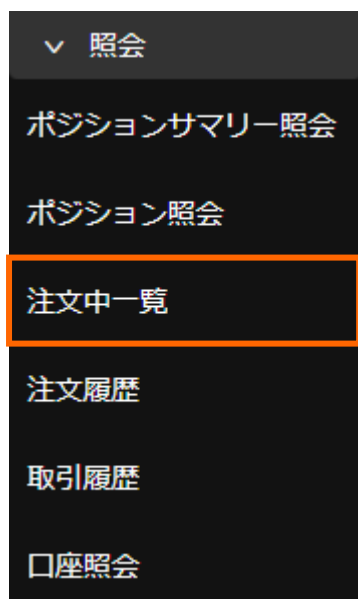 照会
ポジションサマリー照会
ポジション照会
注文中一覧
注文履歴
取引履歴
口座照会